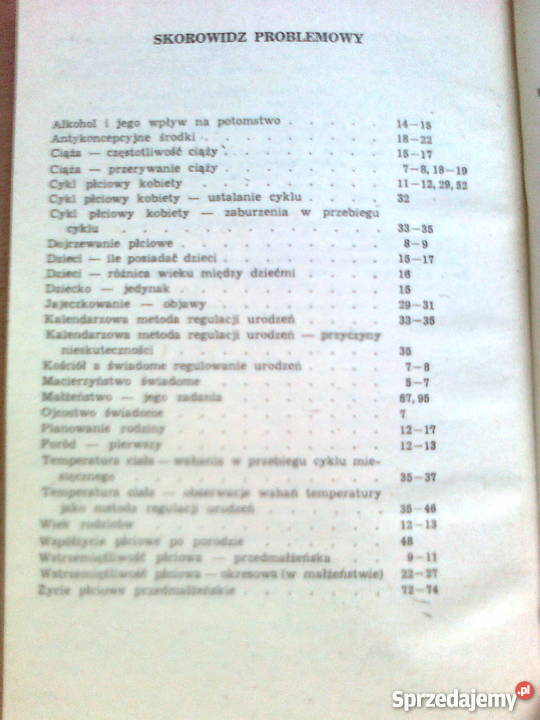 SKOROWIDZ PROBLEMOWY
Alkohol i jego wpływ na potomstwo . . . . . 14—15
Antykoncepcyjne środki . . . . . . . . 18—22
Ciąża — częstotliwość ciąży . . . . . . . 15—17
Ciąża — przerywanie ciąży . . . . . . . 7—8, 18—19
Cykl płciowy kobiety . . . . . . . . 11—12, 29, 52
Cykl płciowy kobiety — ustalanie cyklu . . . . 32
Cykl płciowy kobiety — zaburzenia w przebiegu
cyklu . . . . . . . . . . . 33—35
Dojrzewanie płciowe . . . . . . . . . 8—9
Dzieci — ile posiadać dzieci . . . . . . . 15—17
Dzieci — różnica wieku między dziećmi . . . . 16
Dziecko — jedynak . . . . . . . . . 15
Jajeczkowanie — objawy . . . . . . . . 29—31
Kalendarzowa metoda regulacji urodzeń . . . . 33—35
Kalendarzowa metoda regulacji urodzeń — przyczyny
nieskuteczności . . . . . . . . . 35
Kościół a świadome regulowanie urodzeń . . . . 7—8
Macierzyństwo świadome . . . . . . . . 5—7
Małżeństwo — jego zadania . . . . . . . 67, 95
Ojcostwo świadome . . . . . . . . . 7
Planowanie rodziny . . . . . . . . . 12—17
Poród — pierwszy . . . . . . . . . 12—13
Temperatura ciała — wahania w przebiegu cyklu mie-
sięcznego . . . . . . . . . . 35—37
Temperatura ciała — obserwacje wahań temperatury
jako metoda regulacji urodzeń . . . . . 35—46
Wiek rodziców . . . . . . . . . . 12—13
Współżycie płciowe po porodzie . . . . . . 48
Wstrzemięźliwość płciowa — przedmałżeńska . . . 9—11
Wstrzemięźliwość płciowa — okresowa (w małżeństwie) 22—27
Życie płciowe przedmałżeńskie . . . . . . 72—74
Sprzedajemy.pl